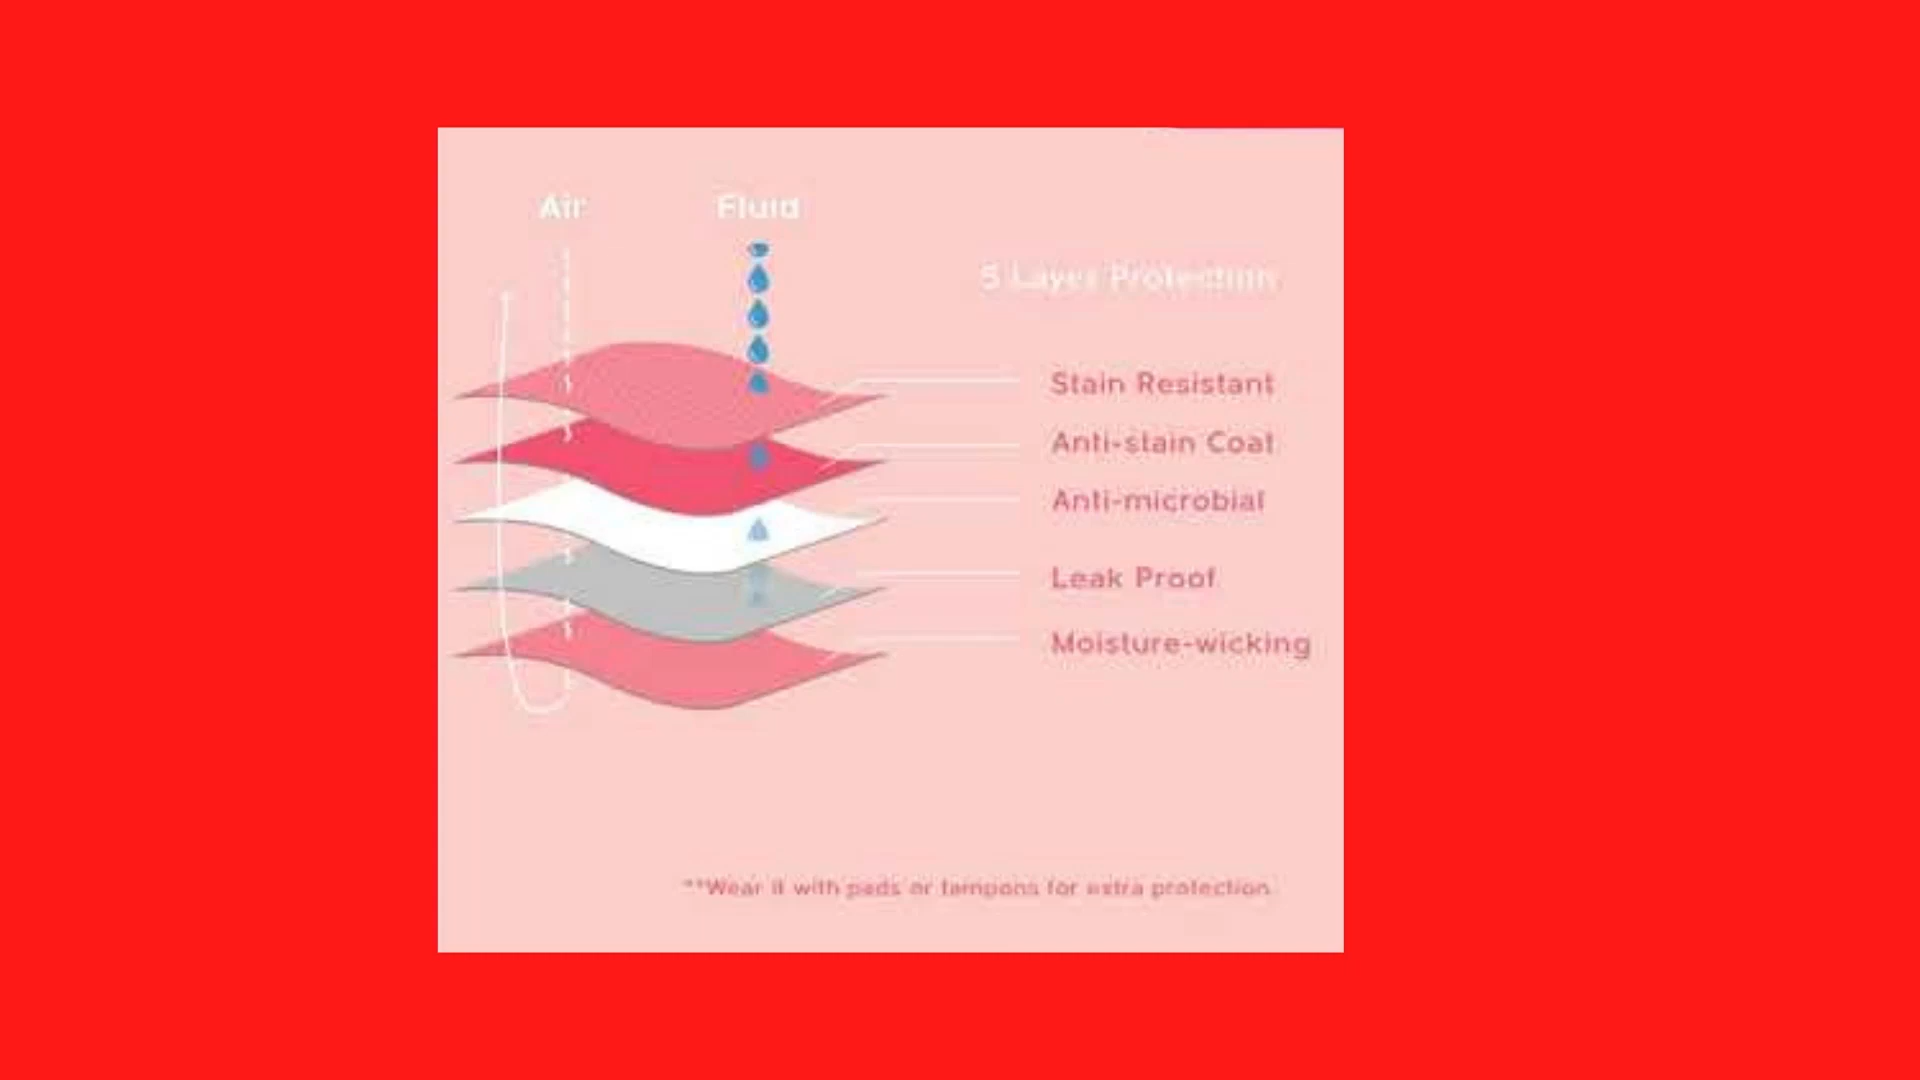 Air
Fluid
5 Layer Protection
Stain Resistant
Anti-stain Coat
Anti-microbial
Leak Proof
Moisture-wicking
**Wear it with pads or tampons for extra protection.